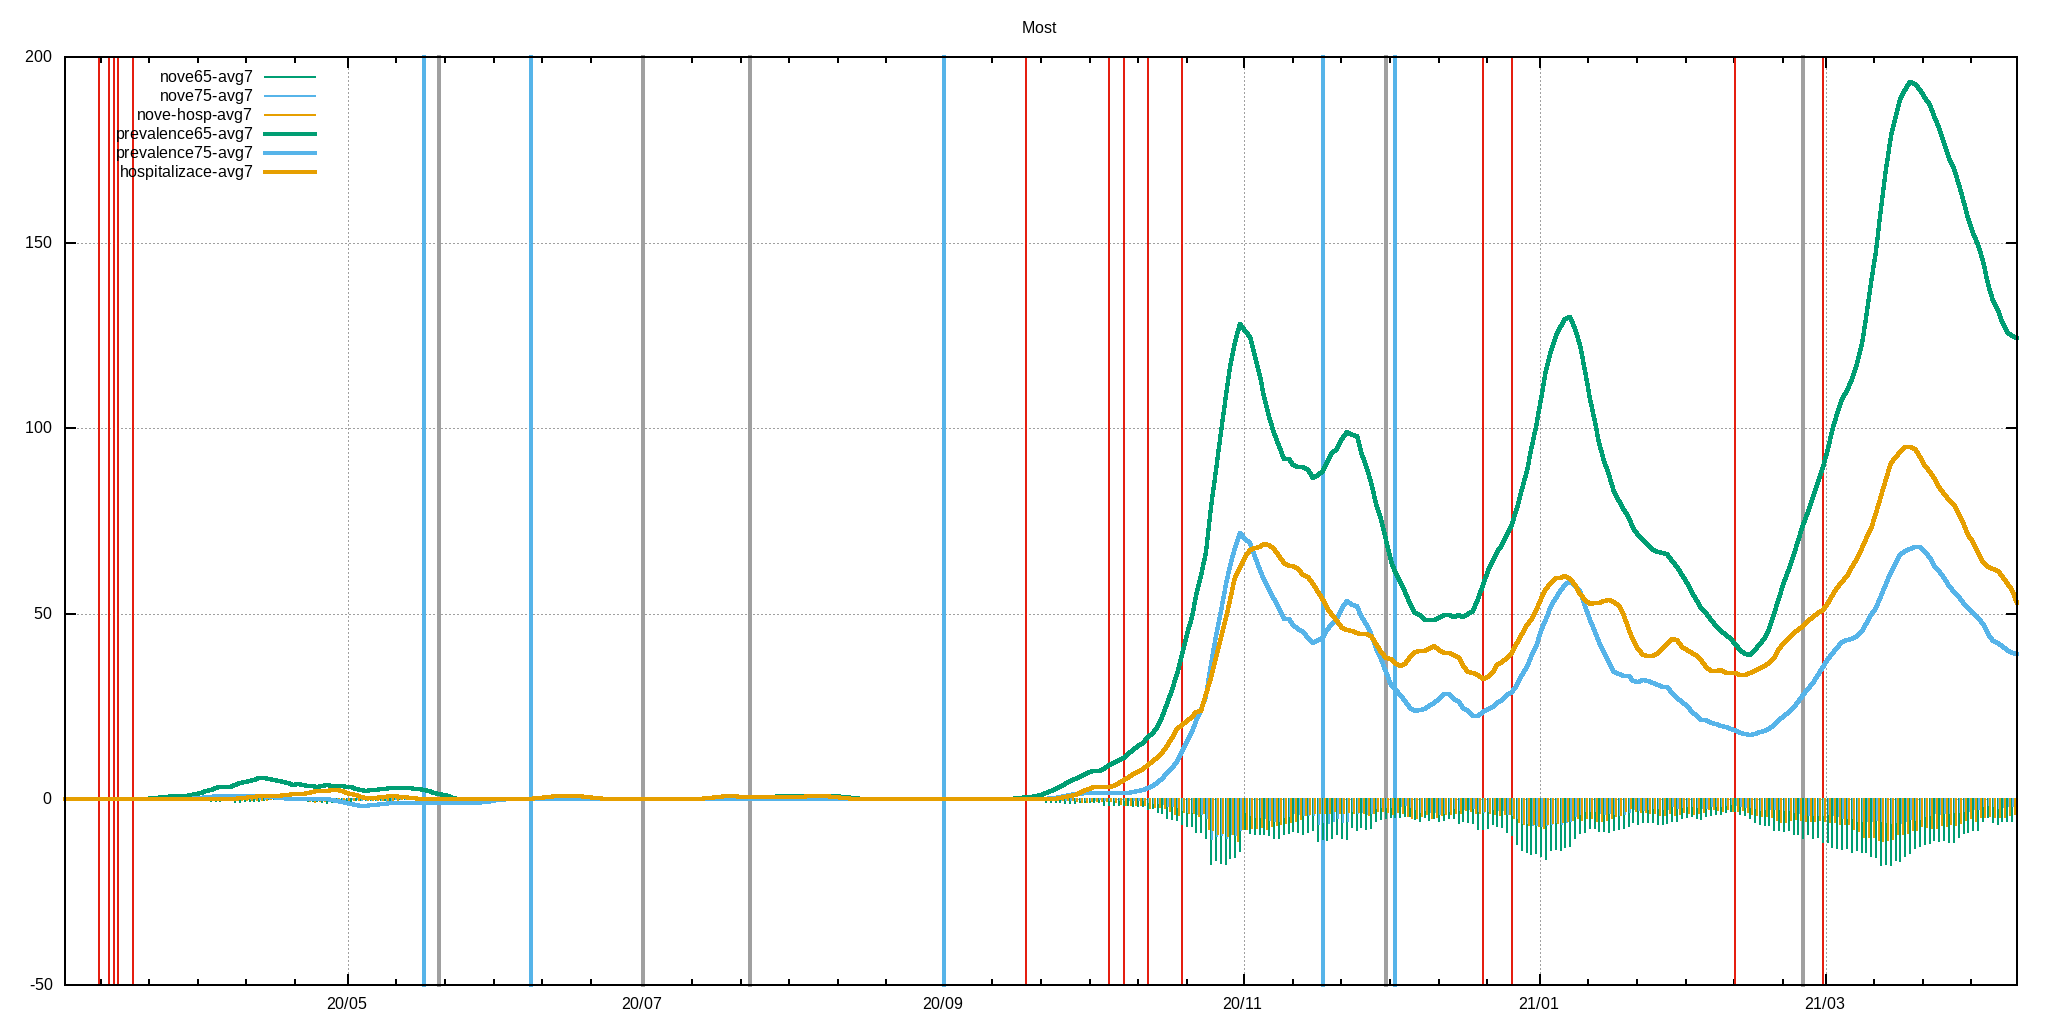 Most
200
150
100
50
0
-50
nove65-avg7
nove75-avg7
nove-hosp-avg7
prevalence65-avg7
prevalence75-avg7
hospitalizace-avg7
20/05
20/07
20/09
20/11
21/01
21/03